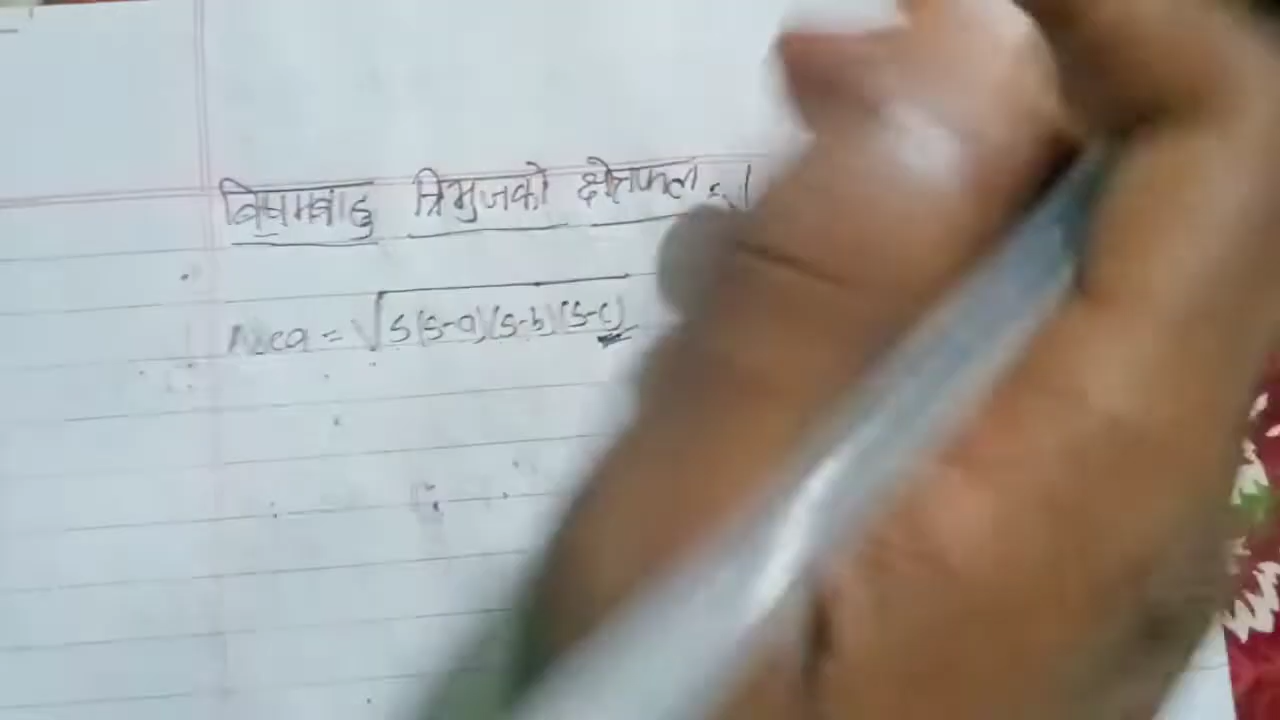 बिषमबाहु त्रिभुजको क्षेत्रफल
Area = √s(s-a)(s-b)(s-c)